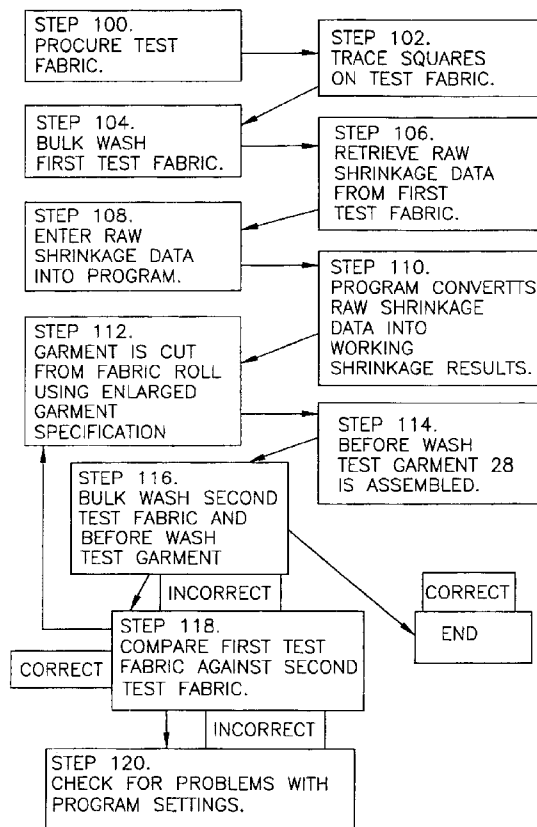 STEP 100.
PROCURE TEST
FABRIC.
STEP 102.
TRACE SQUARES
ON TEST FABRIC.
STEP 104.
BULK WASH
FIRST TEST FABRIC.
STEP 106.
RETRIEVE RAW
SHRINKAGE DATA
FROM FIRST
TEST FABRIC.
STEP 108.
ENTER RAW
SHRINKAGE DATA
INTO PROGRAM.
STEP 110.
PROGRAM CONVERTTS
RAW SHRINKAGE
DATA INTO
WORKING
SHRINKAGE RESULTS.
STEP 112.
GARMENT IS CUT
FROM FABRIC ROLL
USING ENLARGED
GARMENT
SPECIFICATION
STEP 114.
BEFORE WASH
TEST GARMENT 28
IS ASSEMBLED.
STEP 116.
BULK WASH SECOND
TEST FABRIC AND
BEFORE WASH
TEST GARMENT
INCORRECT
CORRECT
END
STEP 118.
COMPARE FIRST TEST
FABRIC AGAINST SECOND
TEST FABRIC.
CORRECT
INCORRECT
STEP 120.
CHECK FOR PROBLEMS WITH
PROGRAM SETTINGS.